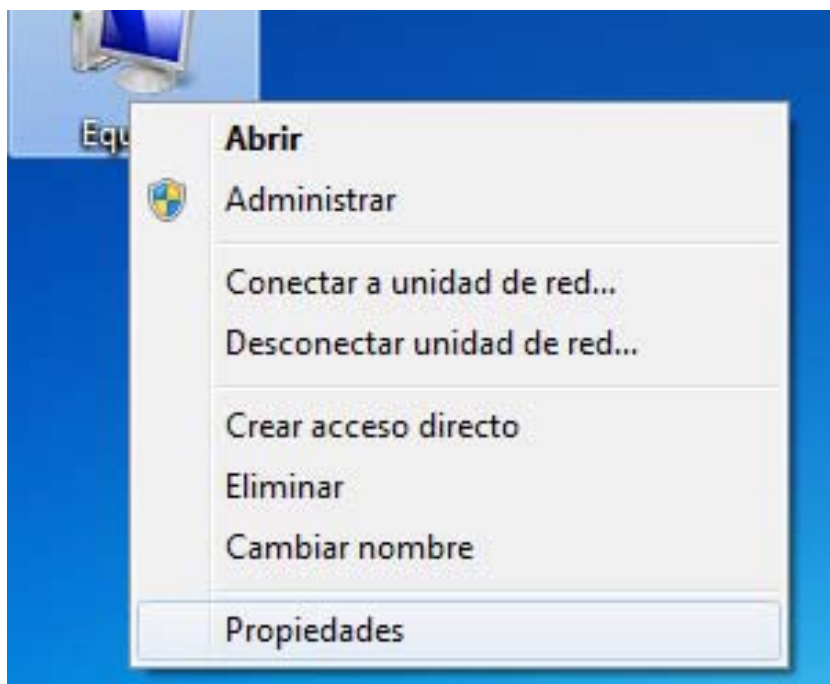 Abrir
Administrar
Conectar a unidad de red...
Desconectar unidad de red...
Crear acceso directo
Eliminar
Cambiar nombre
Propiedades